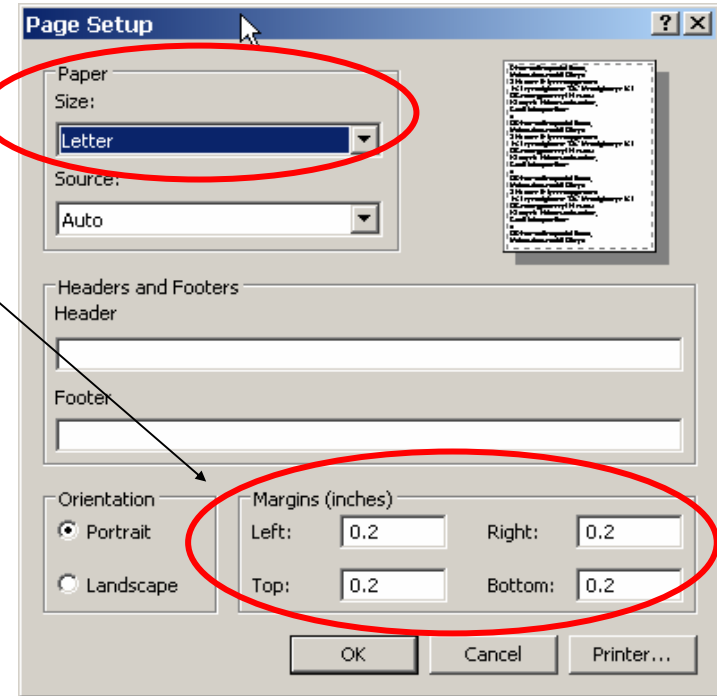 Page Setup
Paper
Size:
Letter
Source:
Auto
Headers and Footers
Header
Footer
Orientation
Portrait
Landscape
Margins (inches)
Left: 0.2 Right: 0.2
Top: 0.2 Bottom: 0.2
OK Cancel Printer...